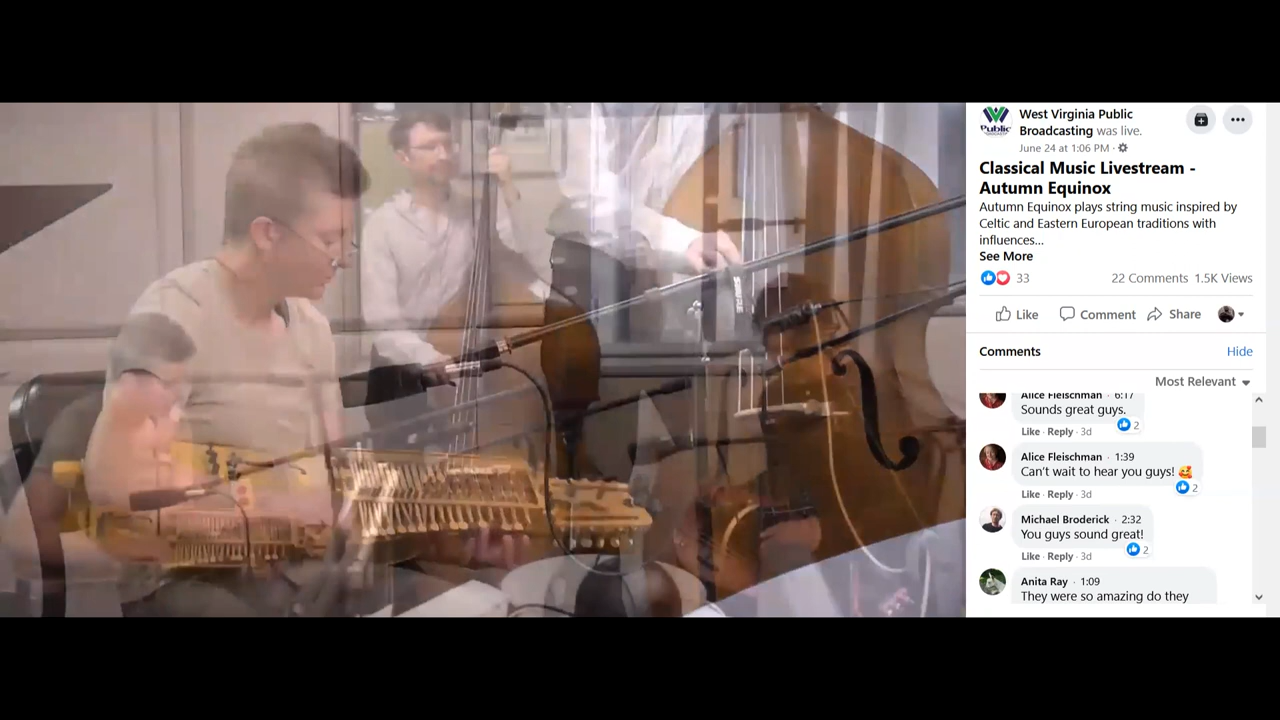 Public
West Virginia Public
Broadcasting was live.
June 24 at 1:06 PM ·
Classical Music Livestream -
Autumn Equinox
Autumn Equinox plays string music inspired by
Celtic and Eastern European traditions with
influences...
See More
33
22 Comments 1.5K Views
Like
Comment
Share
Comments
Hide
Most Relevant
Alice Fleischman · 6:17
Sounds great guys.
2
Like · Reply · 3d
Alice Fleischman · 1:39
Can't wait to hear you guys! 🥰
2
Like · Reply · 3d
Michael Broderick · 2:32
You guys sound great!
2
Like · Reply · 3d
Anita Ray · 1:09
They were so amazing do they
SHURE